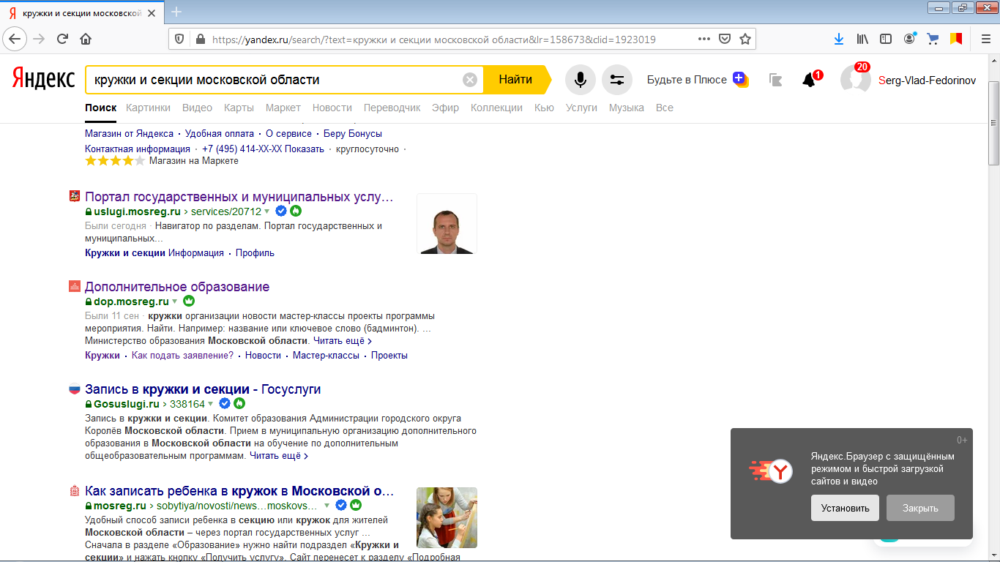 кружки и секции московской
https://yandex.ru/search/?text=кружки и секции московской области&lr=158673&clid=1923019
Яндекс
кружки и секции московской области
Найти
Будьте в Плюсе
1
20
Serg-Vlad-Fedorinov
Поиск Картинки Видео Карты Маркет Новости Переводчик Эфир Коллекции Кью Услуги Музыка Все
Магазин от Яндекса · Удобная оплата · О сервисе · Беру Бонусы
Контактная информация · +7 (495) 414-XX-XX Показать · круглосуточно ·
Магазин на Маркете
Портал государственных и муниципальных услу…
uslugi.mosreg.ru › services/20712
Были сегодня · Навигатор по разделам. Портал государственных и
муниципальных...
Кружки и секции Информация · Профиль
Дополнительное образование
dop.mosreg.ru
Были 11 сен · кружки организации новости мастер-классы проекты программы
мероприятия. Найти. Например: название или ключевое слово (бадминтон). ...
Министерство образования Московской области. Читать ещё ›
Кружки · Как подать заявление? · Новости · Мастер-классы · Проекты
Запись в кружки и секции - Госуслуги
Gosuslugi.ru › 338164
Запись в кружки и секции. Комитет образования Администрации городского округа
Королёв Московской области. Прием в муниципальную организацию дополнительного
образования в Московской области на обучение по дополнительным
общеобразовательным программам. Читать ещё ›
Как записать ребенка в кружок в Московской о…
mosreg.ru › sobytiya/novosti/news…moskovs…
Удобный способ записи ребенка в секцию или кружок для жителей
Московской области – через портал государственных услуг ...
Сначала в разделе «Образование» нужно найти подраздел «Кружки и
секции» и нажать кнопку «Получить услугу». Сайт перенесет к разделу «Подробная
0+
Яндекс.Браузер с защищённым
режимом и быстрой загрузкой
сайтов и видео
Установить
Закрыть